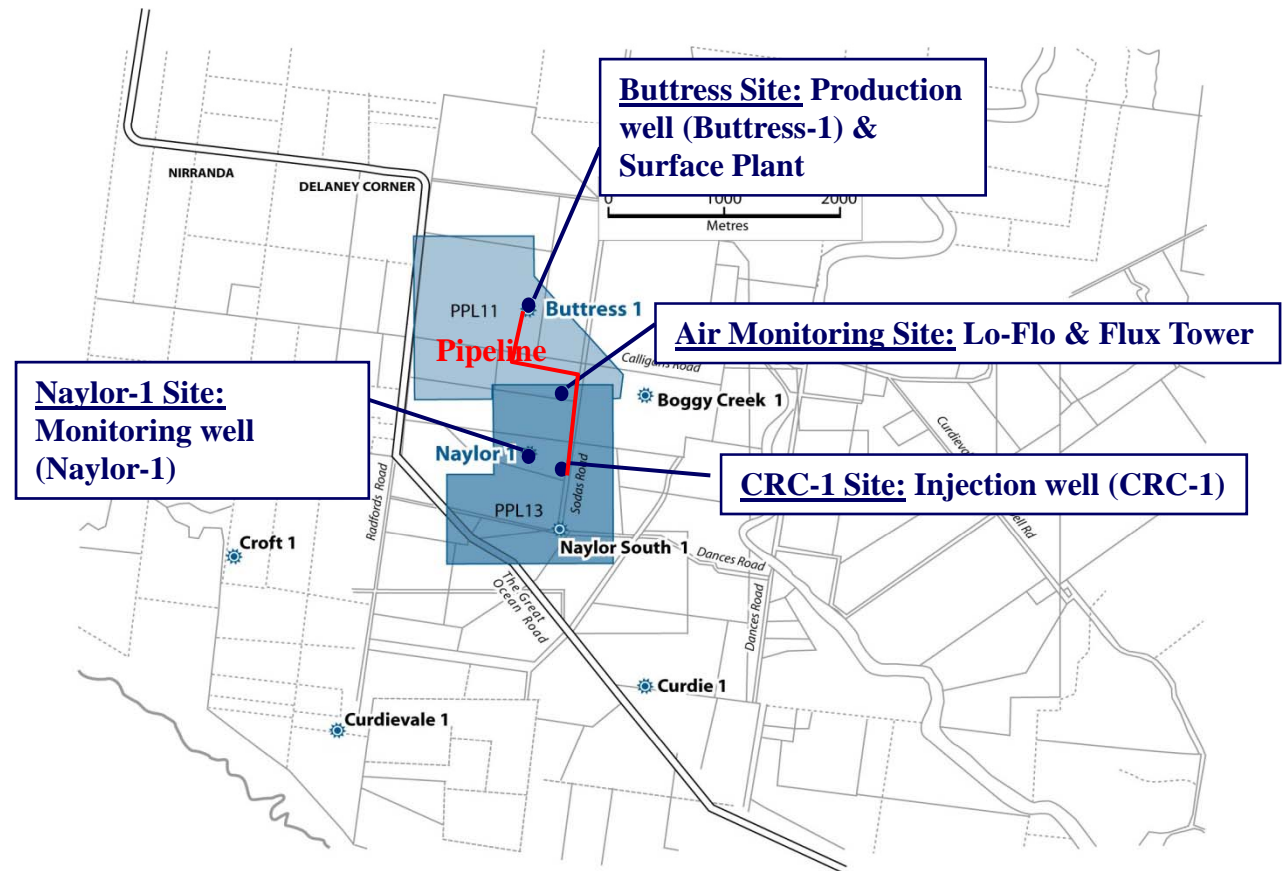 Buttress Site: Production
well (Buttress-1) &
Surface Plant
NIRRANDA
DELANEY CORNER
0 1000 2000
Metres
PPL11
Buttress 1
Pipeline
Air Monitoring Site: Lo-Flo & Flux Tower
Calligans Road
Boggy Creek 1
Naylor-1 Site:
Monitoring well
(Naylor-1)
Naylor 1
CRC-1 Site: Injection well (CRC-1)
Radfords Road
Sodas Road
PPL13
Naylor South 1
Croft 1
Dances Road
The Great
Ocean Road
Dances Road
Curdie 1
Curdievale 1